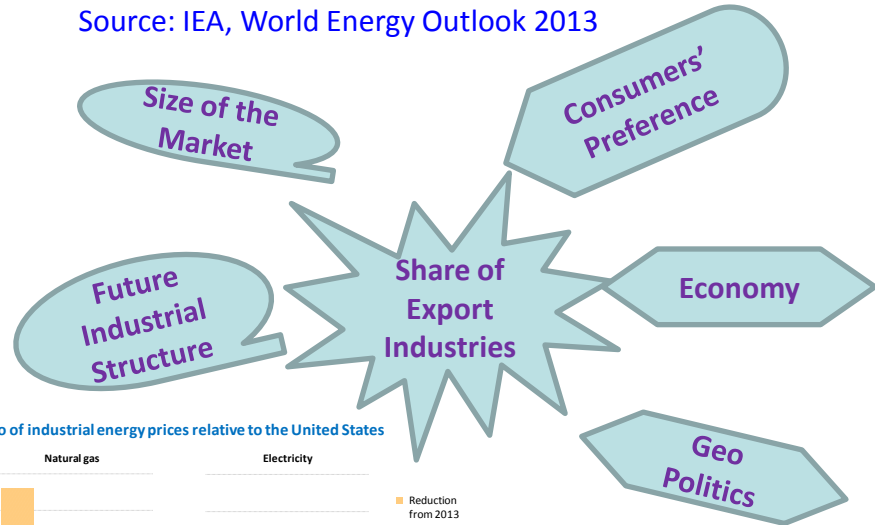 Source: IEA, World Energy Outlook 2013
Size of the
Market
Consumers’
Preference
Future
Industrial
Structure
Share of
Export
Industries
Economy
Geo
Politics
of industrial energy prices relative to the United States
Natural gas
Electricity
Reduction
from 2013